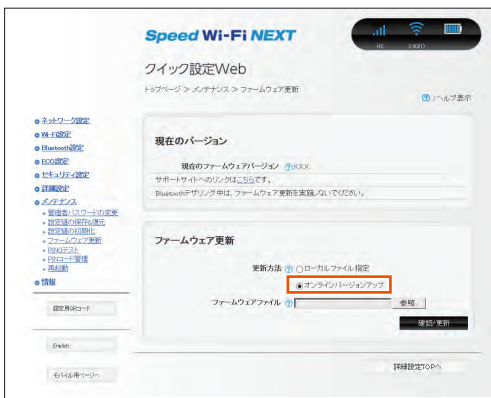 Speed Wi-Fi NEXT
クイック設定Web
トップページ > メンテナンス > ファームウェア更新
:ヘルプ表示
ネットワーク設定
Wi-Fi設定
Bluetooth設定
ECO設定
セキュリティ設定
詳細設定
メンテナンス
管理者パスワードの変更
設定値の保存&復元
設定値の初期化
ファームウェア更新
PINGテスト
PINコード管理
再起動
情報
設定用QRコード
English
モバイル用ページへ
現在のバージョン
現在のファームウェアバージョン ? XXX
サポートサイトへのリンクはこちらです。
Bluetoothテザリング中は、ファームウェア更新を実施しないでください。
ファームウェア更新
更新方法 ? ローカルファイル指定
オンラインバージョンアップ
ファームウェアファイル ? 参照...
確認/更新
詳細設定TOPへ